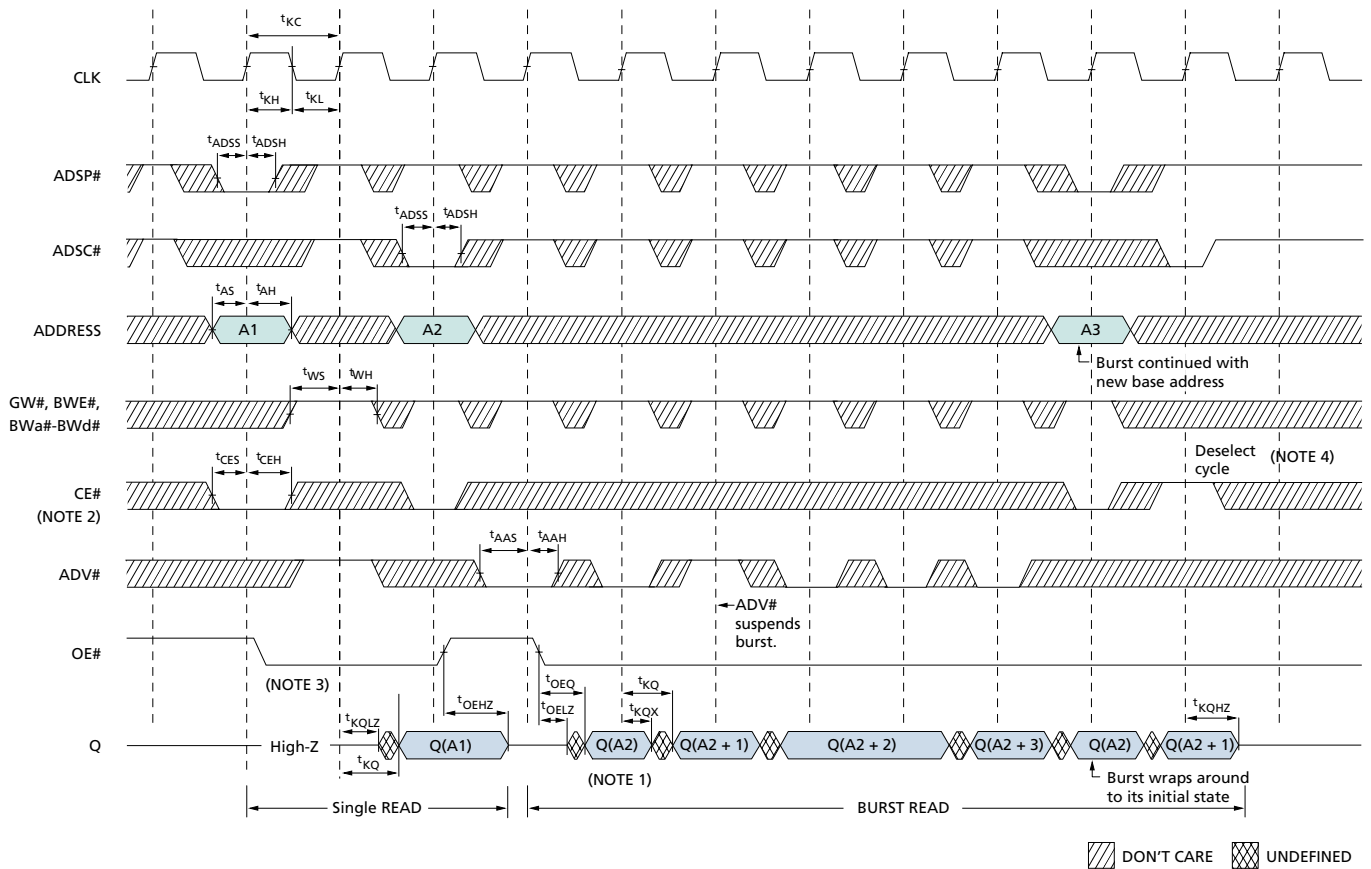 tKC
CLK
tKH
tKL
tADSS
tADSH
ADSP#
tADSS
tADSH
ADSC#
tAS
tAH
ADDRESS
A1
A2
A3
Burst continued with
new base address
tWS
tWH
GW#, BWE#,
BWa#-BWd#
Deselect
cycle
(NOTE 4)
tCES
tCEH
CE#
(NOTE 2)
tAAS
tAAH
ADV#
ADV#
suspends
burst.
OE#
(NOTE 3)
tOEHZ
tOEQ
tOELZ
tKQ
tKQX
tKQLZ
tKQHZ
Q
High-Z
Q(A1)
Q(A2)
Q(A2 + 1)
Q(A2 + 2)
Q(A2 + 3)
Q(A2)
Q(A2 + 1)
tKQ
(NOTE 1)
Burst wraps around
to its initial state
Single READ
BURST READ
DON'T CARE
UNDEFINED